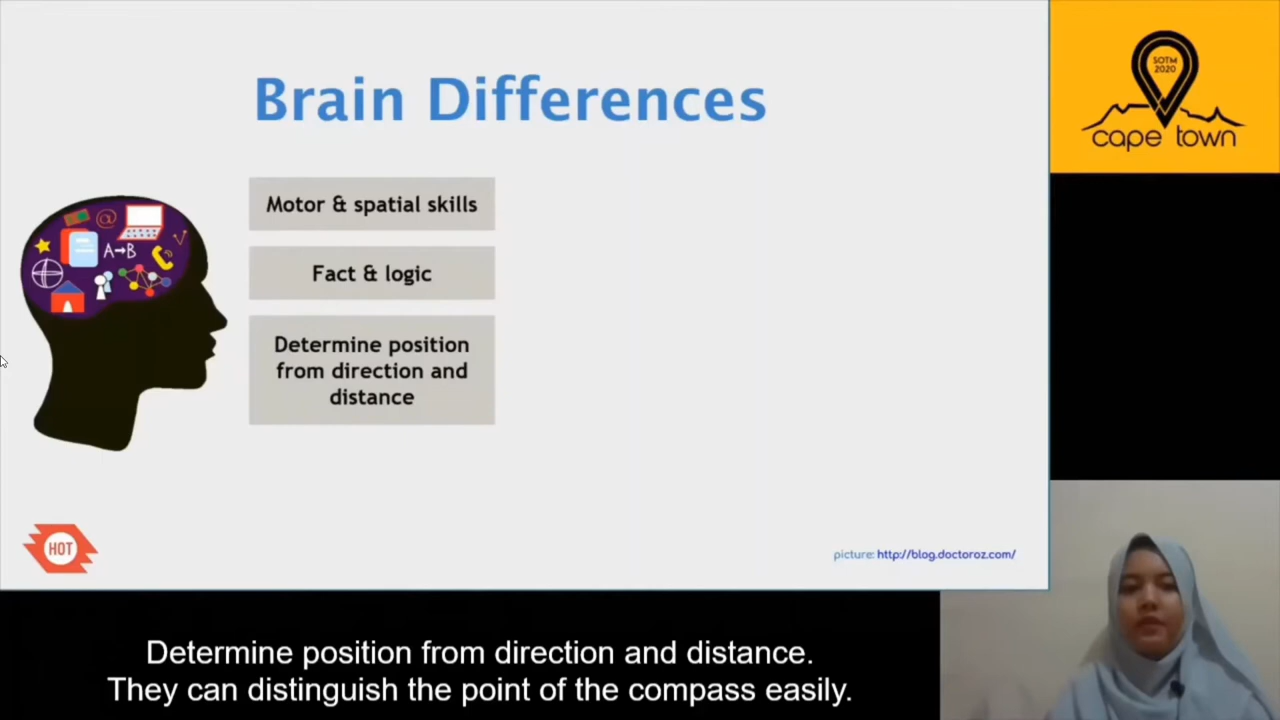 Brain Differences
SOTM
2020
cape town
Motor & spatial skills
@
A→B
Fact & logic
Determine position
from direction and
distance
HOT
picture: http://blog.doctoroz.com/
Determine position from direction and distance.
They can distinguish the point of the compass easily.